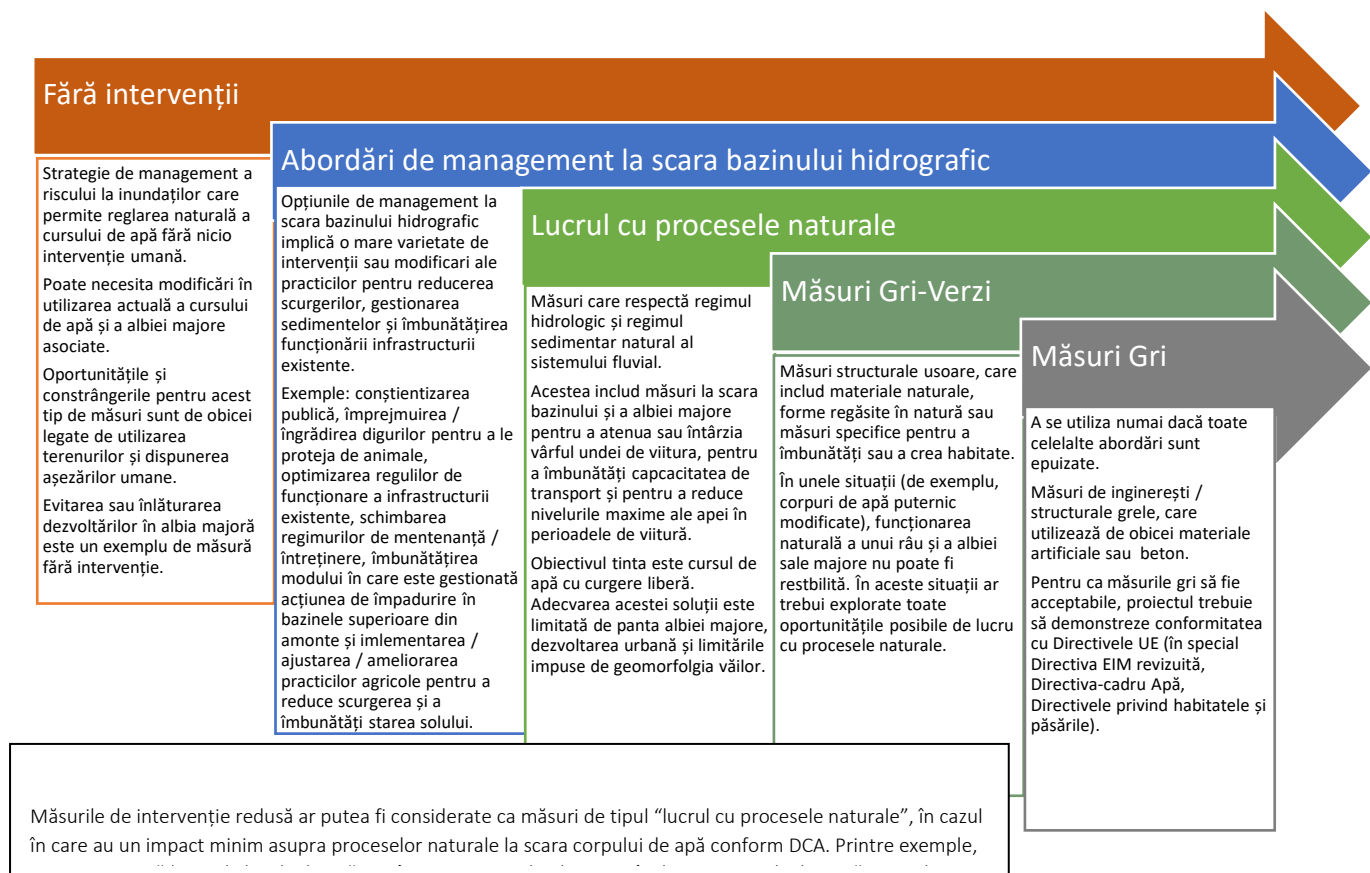 Fără intervenții
Strategie de management a
riscului la inundaților care
permite reglarea naturală a
cursului de apă fără nicio
intervenție umană.
Poate necesita modificări în
utilizarea actuală a cursului
de apă și a albiei majore
asociate.
Oportunitățile și
constrângerile pentru acest
tip de măsuri sunt de obicei
legate de utilizarea
terenurilor și dispunerea
așezărilor umane.
Evitarea sau înlăturarea
dezvoltărilor în albia majoră
este un exemplu de măsură
fără intervenție.
Abordări de management la scara bazinului hidrografic
Opțiunile de management la
scara bazinului hidrografic
implică o mare varietate de
intervenții sau modificari ale
practicilor pentru reducerea
scurgerilor, gestionarea
sedimentelor și îmbunătățirea
funcționării infrastructurii
existente.
Exemple: conștientizarea
publică, împrejmuirea /
îngrădirea digurilor pentru a le
proteja de animale,
optimizarea regulilor de
funcționare a infrastructurii
existente, schimbarea
regimurilor de mentenanță /
întreținere, îmbunătățirea
modului în care este gestionată
acțiunea de împadurire în
bazinele superioare din
amonte și imlementarea /
ajustarea / ameliorarea
practicilor agricole pentru a
reduce scurgerea și a
îmbunătăți starea solului.
Lucrul cu procesele naturale
Măsuri care respectă regimul
hidrologic și regimul
sedimentar natural al
sistemului fluvial.
Acestea includ măsuri la scara
bazinului și a albiei majore
pentru a atenua sau întârzia
vârful undei de viitura, pentru
a îmbunătăți capcacitatea de
transport și pentru a reduce
nivelurile maxime ale apei în
perioadele de viitură.
Obiectivul tinta este cursul de
apă cu curgere liberă.
Adecvarea acestei soluții este
limitată de panta albiei majore,
dezvoltarea urbană și limitările
impuse de geomorfolgia văilor.
Măsuri Gri-Verzi
Măsuri structurale usoare, care
includ materiale naturale,
forme regăsite în natură sau
măsuri specifice pentru a
îmbunătăți sau a crea habitate.
În unele situații (de exemplu,
corpuri de apă puternic
modificate), funcționarea
naturală a unui râu și a albiei
sale majore nu poate fi
restbilită. În aceste situații ar
trebui explorate toate
oportunitățile posibile de lucru
cu procesele naturale.
Măsuri Gri
A se utiliza numai dacă toate
celelalte abordări sunt
epuizate.
Măsuri de inginerești /
structurale grele, care
utilizează de obicei materiale
artificiale sau beton.
Pentru ca măsurile gri să fie
acceptabile, proiectul trebuie
să demonstreze conformitatea
cu Directivele UE (în special
Directiva EIM revizuită,
Directiva-cadru Apă,
Directivele privind habitatele și
păsările).
Măsurile de intervenție redusă ar putea fi considerate ca măsuri de tipul “lucrul cu procesele naturale”, în cazul
în care au un impact minim asupra proceselor naturale la scara corpului de apă conform DCA. Printre exemple,